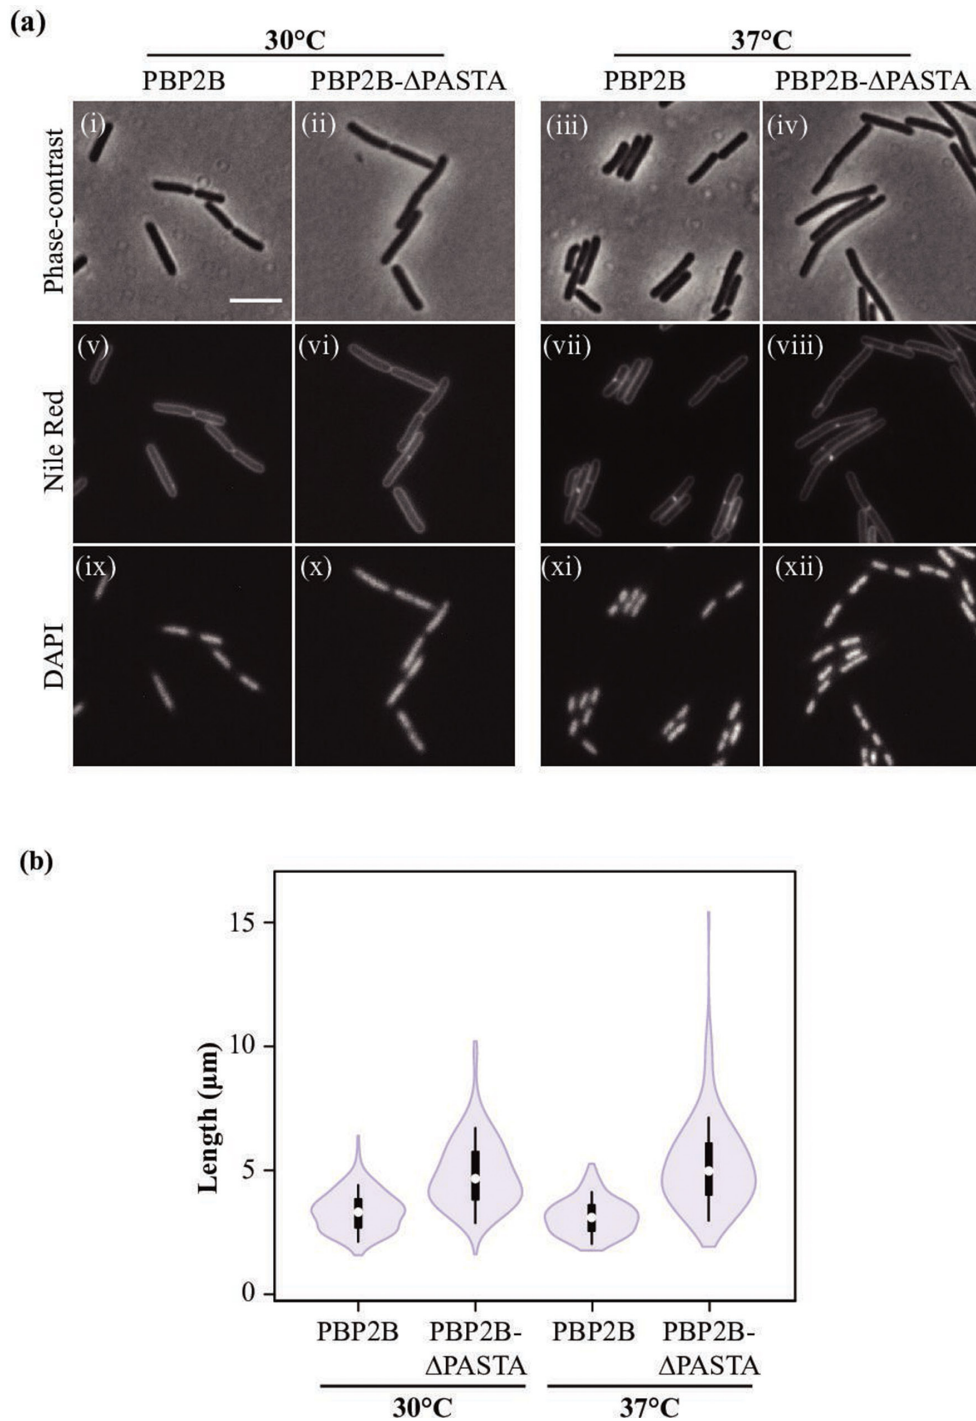 (a)
30°C 37°C
PBP2B PBP2B-ΔPASTA PBP2B PBP2B-ΔPASTA
Phase-contrast
(i) (ii) (iii) (iv)
Nile Red
(v) (vi) (vii) (viii)
DAPI
(ix) (x) (xi) (xii)
(b)
Length (μm)
15
10
5
0
PBP2B PBP2B-ΔPASTA PBP2B PBP2B-ΔPASTA
30°C 37°C